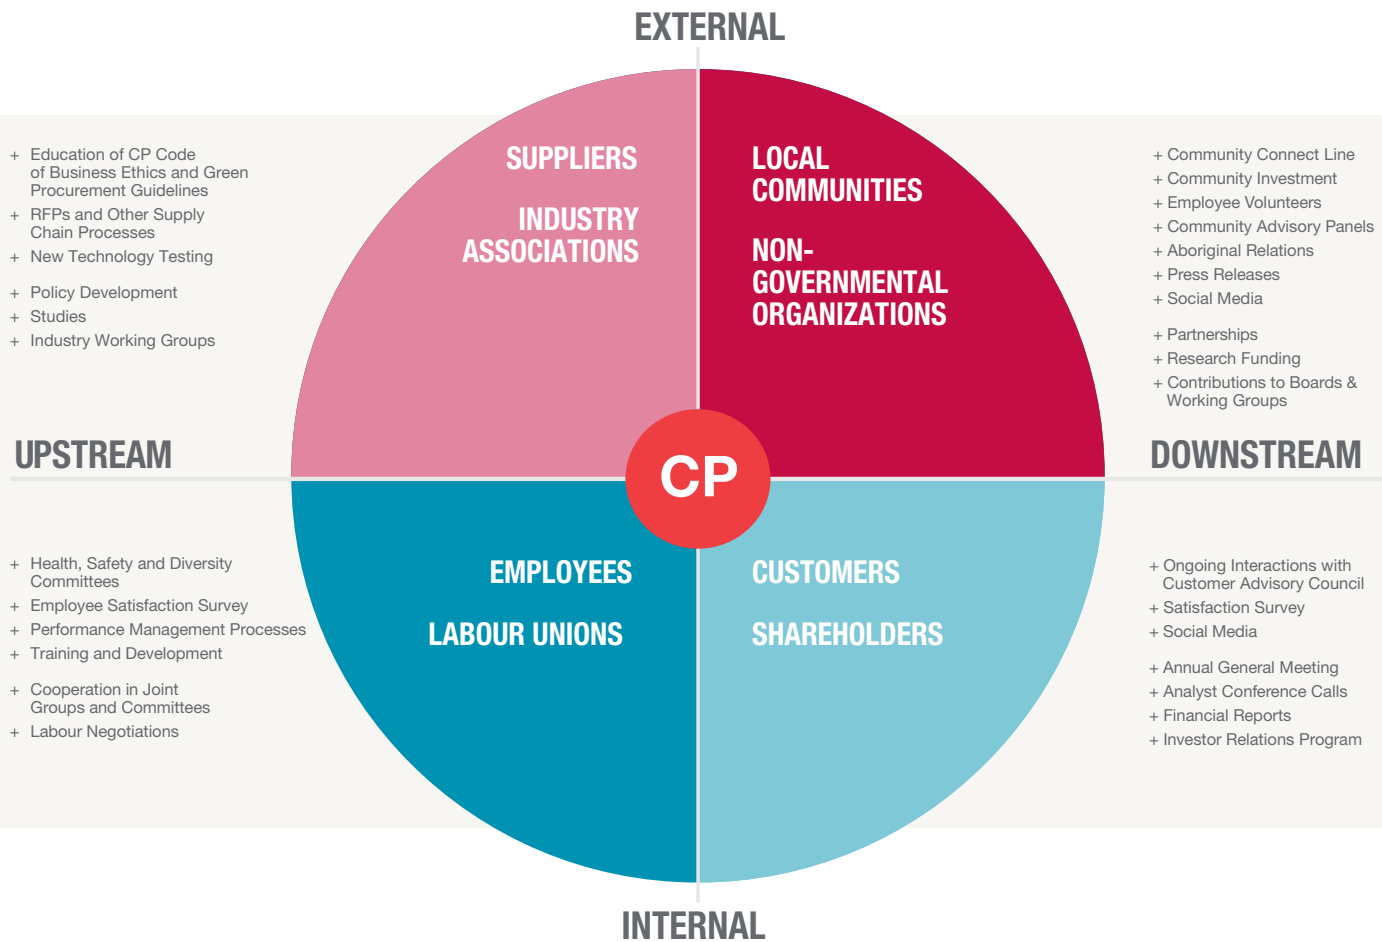 EXTERNAL
+ Education of CP Code
of Business Ethics and Green
Procurement Guidelines
+ RFPs and Other Supply
Chain Processes
+ New Technology Testing
+ Policy Development
+ Studies
+ Industry Working Groups
SUPPLIERS
INDUSTRY
ASSOCIATIONS
LOCAL
COMMUNITIES
NON-
GOVERNMENTAL
ORGANIZATIONS
+ Community Connect Line
+ Community Investment
+ Employee Volunteers
+ Community Advisory Panels
+ Aboriginal Relations
+ Press Releases
+ Social Media
+ Partnerships
+ Research Funding
+ Contributions to Boards &
Working Groups
UPSTREAM
CP
DOWNSTREAM
+ Health, Safety and Diversity
Committees
+ Employee Satisfaction Survey
+ Performance Management Processes
+ Training and Development
+ Cooperation in Joint
Groups and Committees
+ Labour Negotiations
EMPLOYEES
LABOUR UNIONS
CUSTOMERS
SHAREHOLDERS
+ Ongoing Interactions with
Customer Advisory Council
+ Satisfaction Survey
+ Social Media
+ Annual General Meeting
+ Analyst Conference Calls
+ Financial Reports
+ Investor Relations Program
INTERNAL